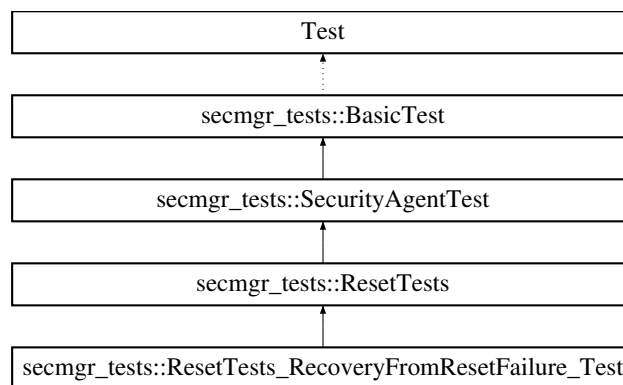 Test
secmgr_tests::BasicTest
secmgr_tests::SecurityAgentTest
secmgr_tests::ResetTests
secmgr_tests::ResetTests_RecoveryFromResetFailure_Test